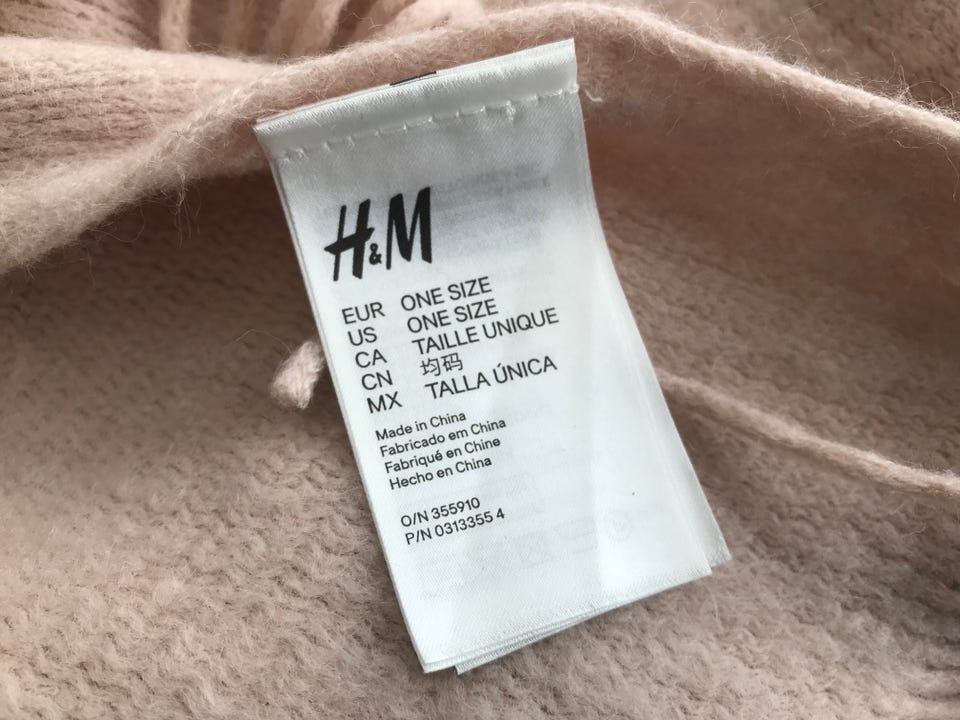 H&M
EUR ONE SIZE
US ONE SIZE
CA TAILLE UNIQUE
CN 均码
MX TALLA ÚNICA
Made in China
Fabricado em China
Fabriqué en Chine
Hecho en China
O/N 355910
P/N 0313355 4